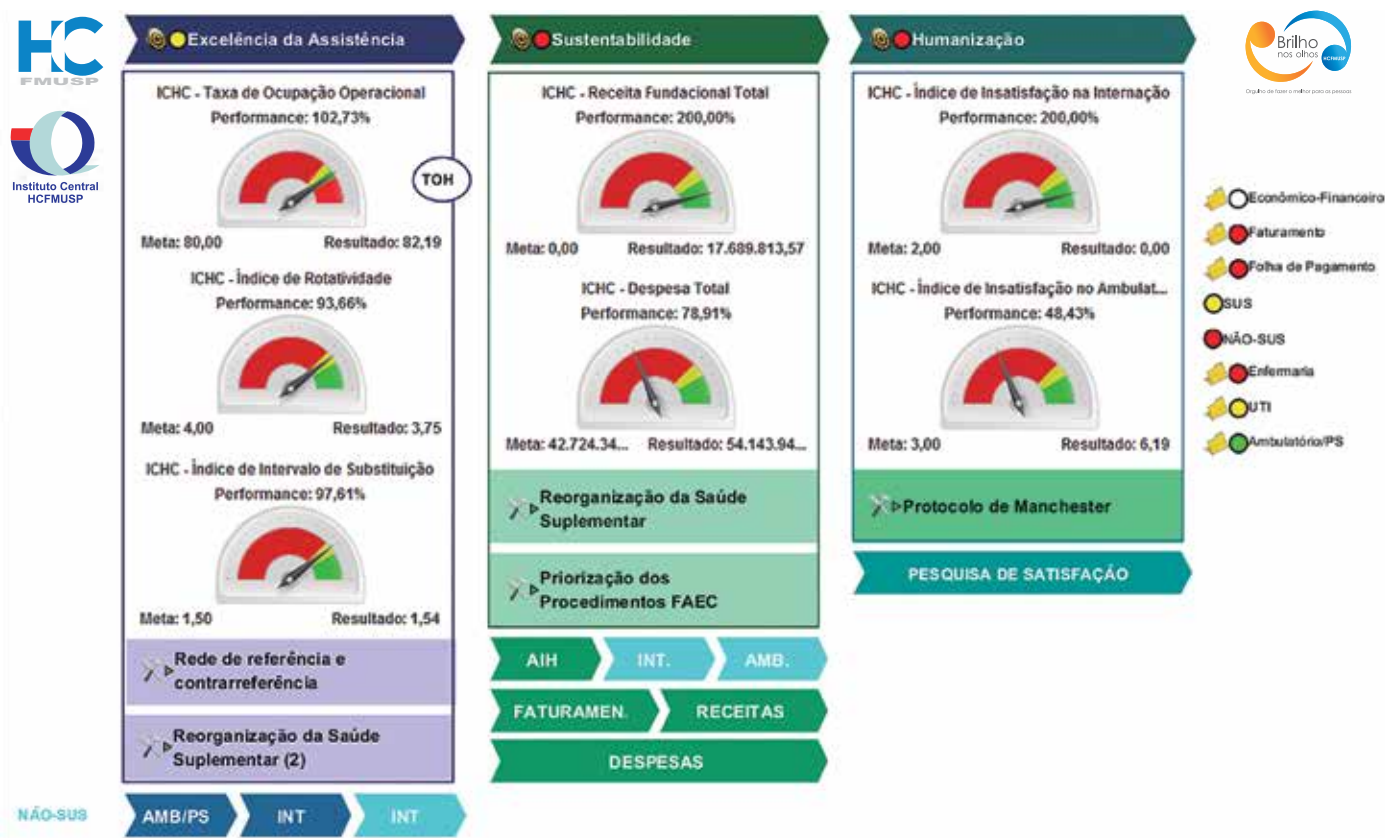 HC
FMUSP
Instituto Central
HCFMUSP
Excelência da Assistência
ICHC - Taxa de Ocupação Operacional
Performance: 102,73%
TOH
Meta: 80,00 Resultado: 82,19
ICHC - Índice de Rotatividade
Performance: 93,66%
Meta: 4,00 Resultado: 3,75
ICHC - Índice de Intervalo de Substituição
Performance: 97,61%
Meta: 1,50 Resultado: 1,54
Rede de referência e
contrarreferência
Reorganização da Saúde
Suplementar (2)
NÃO-SUS
AMB/PS INT INT
Sustentabilidade
ICHC - Receita Fundacional Total
Performance: 200,00%
Meta: 0,00 Resultado: 17.689.813,57
ICHC - Despesa Total
Performance: 78,91%
Meta: 42.724.34... Resultado: 54.143.94...
Reorganização da Saúde
Suplementar
Priorização dos
Procedimentos FAEC
AIH INT. AMB.
FATURAMEN. RECEITAS
DESPESAS
Humanização
ICHC - Índice de Insatisfação na Internação
Performance: 200,00%
Meta: 2,00 Resultado: 0,00
ICHC - Índice de Insatisfação no Ambulat...
Performance: 48,43%
Meta: 3,00 Resultado: 6,19
Protocolo de Manchester
PESQUISA DE SATISFAÇÃO
Brilho
nos olhos
HCFMUSP
Orgulho de fazer o melhor para as pessoas
Econômico-Financeiro
Faturamento
Folha de Pagamento
SUS
NÃO-SUS
Enfermaria
UTI
Ambulatório/PS